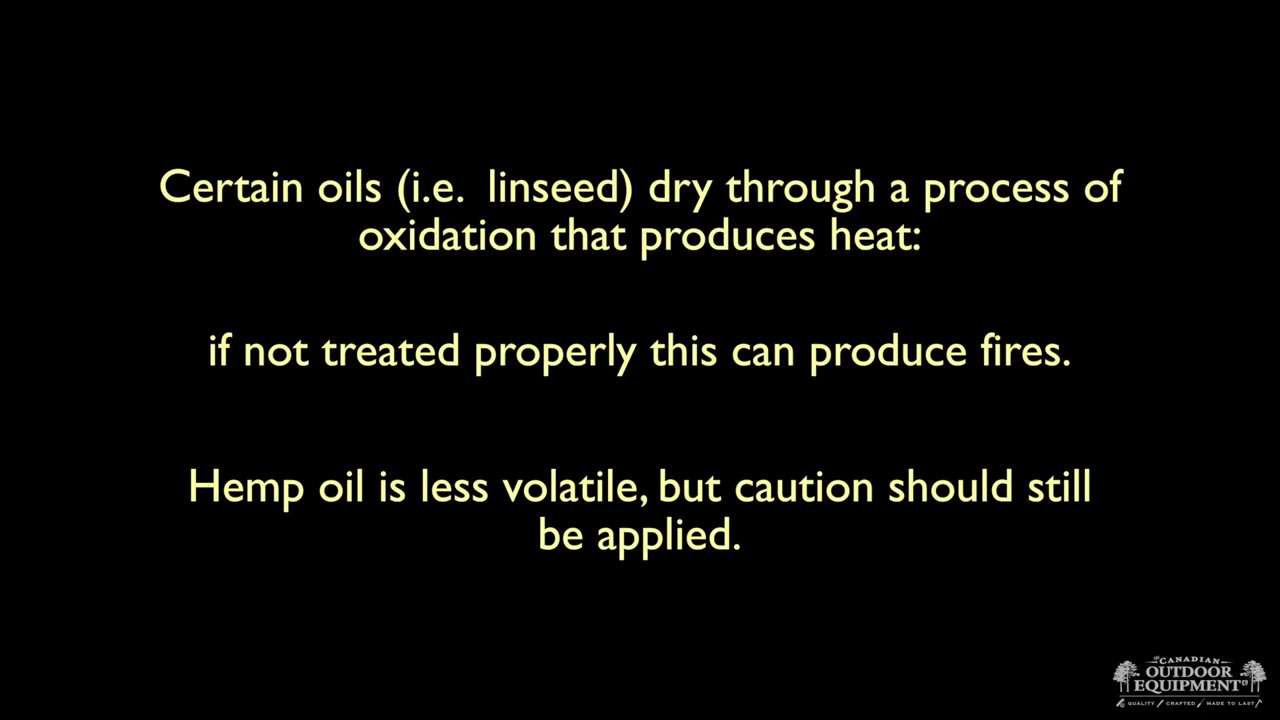 Certain oils (i.e.  linseed) dry through a process of
oxidation that produces heat:
if not treated properly this can produce fires.
Hemp oil is less volatile, but caution should still
be applied.
THE
CANADIAN
OUTDOOR
EQUIPMENT CO
QUALITY CRAFTED MADE TO LAST